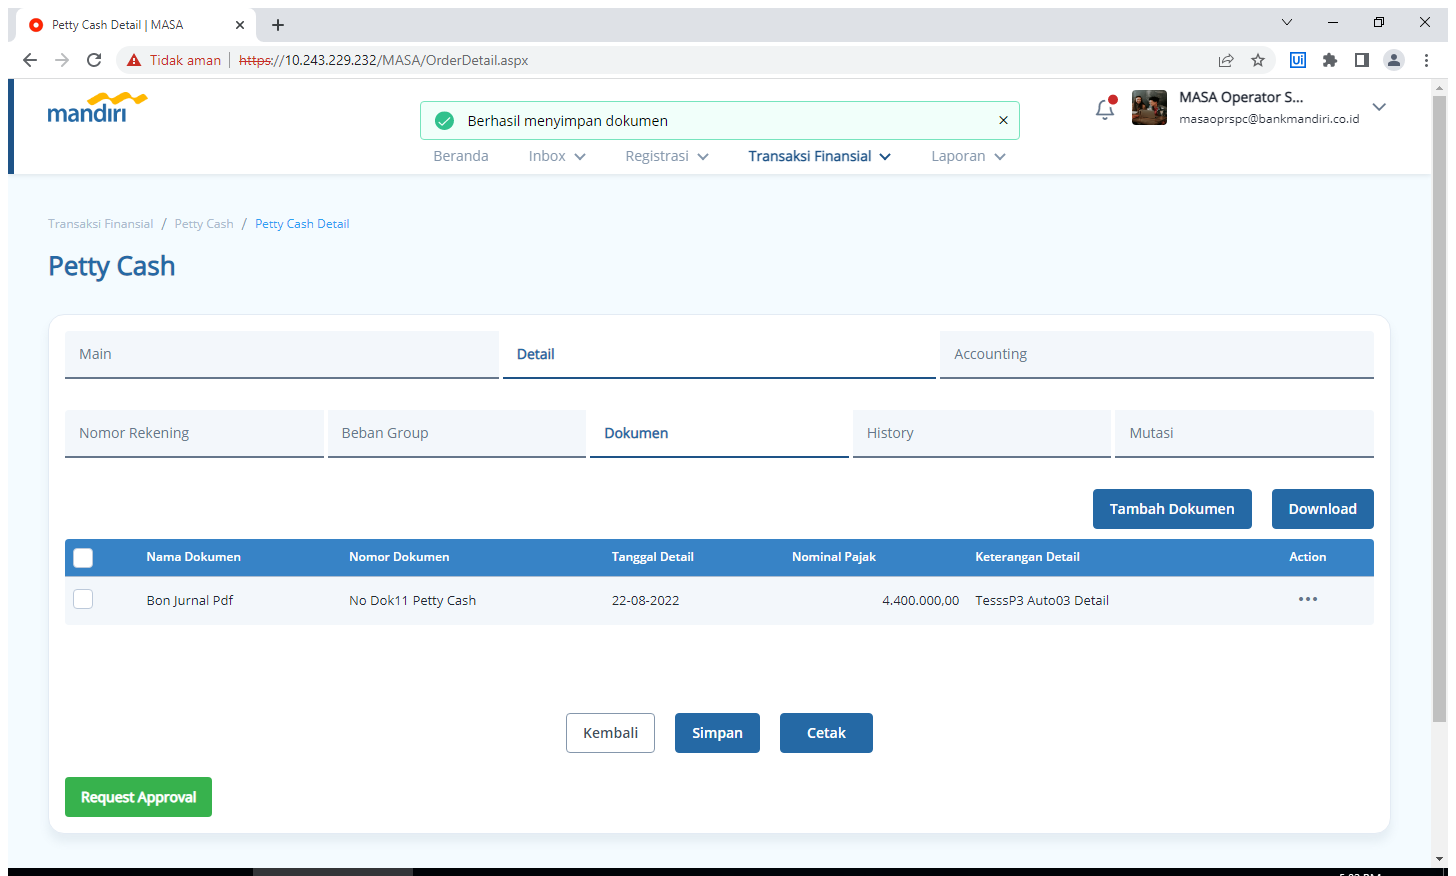 Petty Cash Detail | MASA
Tidak aman
https://10.243.229.232/MASA/OrderDetail.aspx
Ui
mandiri
Berhasil menyimpan dokumen
MASA Operator S...
masaoprspc@bankmandiri.co.id
Beranda Inbox Registrasi Transaksi Finansial Laporan
Transaksi Finansial / Petty Cash / Petty Cash Detail
Petty Cash
Main Detail Accounting
Nomor Rekening Beban Group Dokumen History Mutasi
Tambah Dokumen Download
Nama Dokumen Nomor Dokumen Tanggal Detail Nominal Pajak Keterangan Detail Action
Bon Jurnal Pdf No Dok11 Petty Cash 22-08-2022 4.400.000,00 TesssP3 Auto03 Detail
Kembali Simpan Cetak
Request Approval